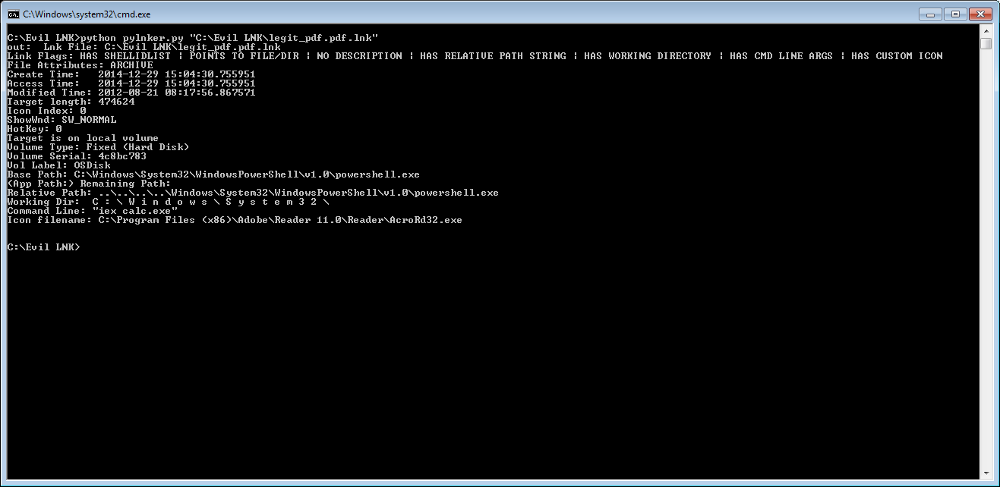 C:\Windows\system32\cmd.exe
C:\Evil LNK>python pylnker.py "C:\Evil LNK\legit_pdf.pdf.lnk"
out:  Lnk File: C:\Evil LNK\legit_pdf.pdf.lnk
Link Flags: HAS SHELLIDLIST | POINTS TO FILE/DIR | NO DESCRIPTION | HAS RELATIVE PATH STRING | HAS WORKING DIRECTORY | HAS CMD LINE ARGS | HAS CUSTOM ICON
File Attributes: ARCHIVE
Create Time:   2014-12-29 15:04:30.755951
Access Time:   2014-12-29 15:04:30.755951
Modified Time: 2012-08-21 08:17:56.867571
Target length: 474624
Icon Index: 0
ShowWnd: SW_NORMAL
HotKey: 0
Target is on local volume
Volume Type: Fixed (Hard Disk)
Volume Serial: 4c8bc783
Vol Label: OSDisk
Base Path: C:\Windows\System32\WindowsPowerShell\v1.0\powershell.exe
(App Path:) Remaining Path:
Relative Path: ..\..\..\..\Windows\System32\WindowsPowerShell\v1.0\powershell.exe
Working Dir:  C : \ W i n d o w s \ S y s t e m 3 2 \
Command Line: "iex calc.exe"
Icon filename: C:\Program Files (x86)\Adobe\Reader 11.0\Reader\AcroRd32.exe
C:\Evil LNK>